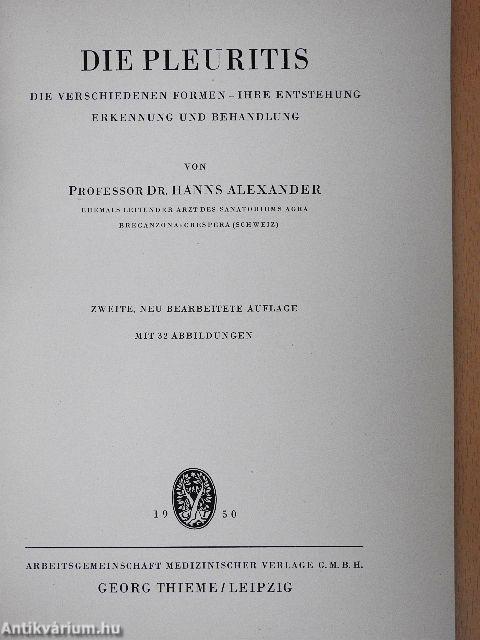 DIE PLEURITIS
DIE VERSCHIEDENEN FORMEN – IHRE ENTSTEHUNG
ERKENNUNG UND BEHANDLUNG
VON
PROFESSOR DR. HANNS ALEXANDER
EHEMALS LEITENDER ARZT DES SANATORIUMS AGRA
BREGANZONA-CRESPERA (SCHWEIZ)
ZWEITE, NEU BEARBEITETE AUFLAGE
MIT 32 ABBILDUNGEN
19 50
ARBEITSGEMEINSCHAFT MEDIZINISCHER VERLAGE G.M.B.H.
GEORG THIEME / LEIPZIG
Antikvárium.hu